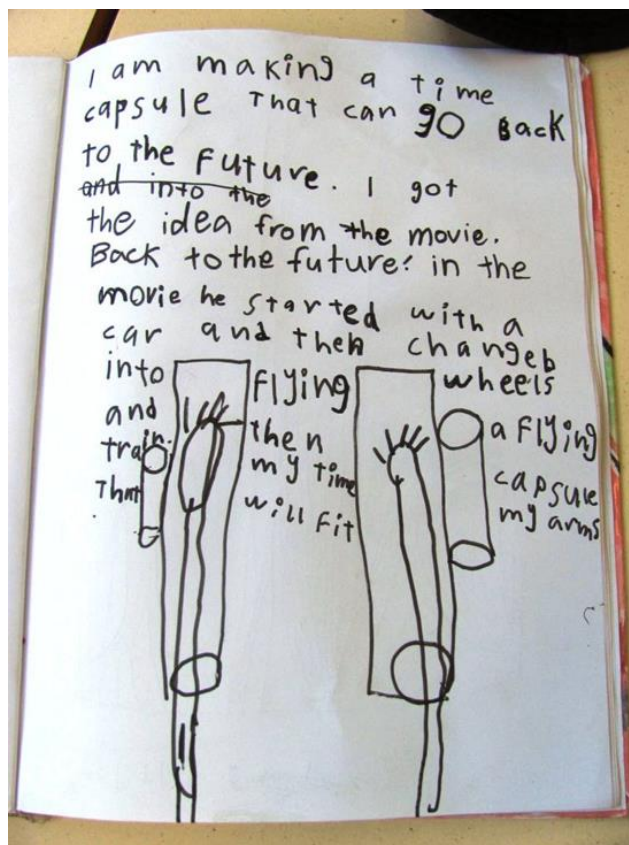 I am making a time
capsule That can go Back
to the Future. I got
and into the
the idea from the movie.
Back to the future! in the
movie he started with a
car and then changeb
into flying wheels
and then a flying
train. my time capsule
That will fit my arms